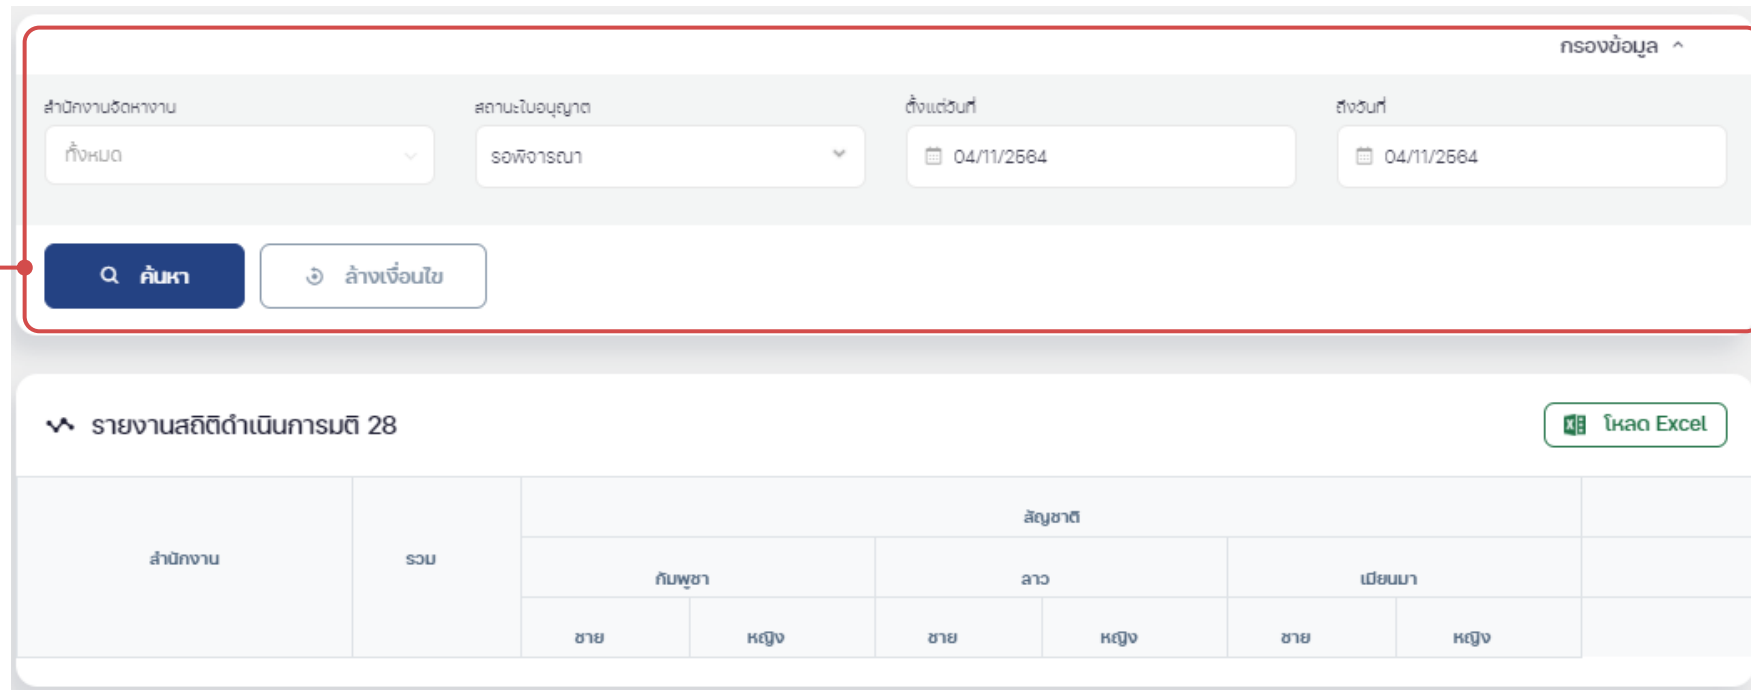 กรองข้อมูล
สำนักงานจัดหางาน สถานะใบอนุญาต ตั้งแต่วันที่ ถึงวันที่
ทั้งหมด รอพิจารณา 04/11/2564 04/11/2564
ค้นหา ล้างเงื่อนไข
รายงานสถิติดำเนินการมติ 28 โหลด Excel
สัญชาติ
สำนักงาน รวม
กัมพูชา ลาว เมียนมา
ชาย หญิง ชาย หญิง ชาย หญิง